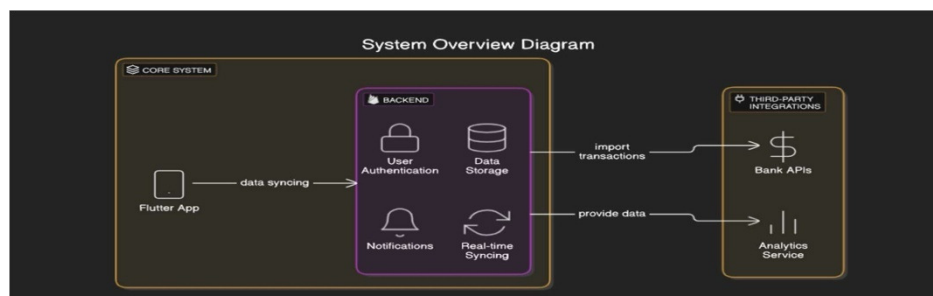 System Overview Diagram
CORE SYSTEM
BACKEND
THIRD-PARTY
INTEGRATIONS
User
Authentication
Data
Storage
import
transactions
Bank APIs
data syncing
Flutter App
Notifications
Real-time
Syncing
provide data
Analytics
Service